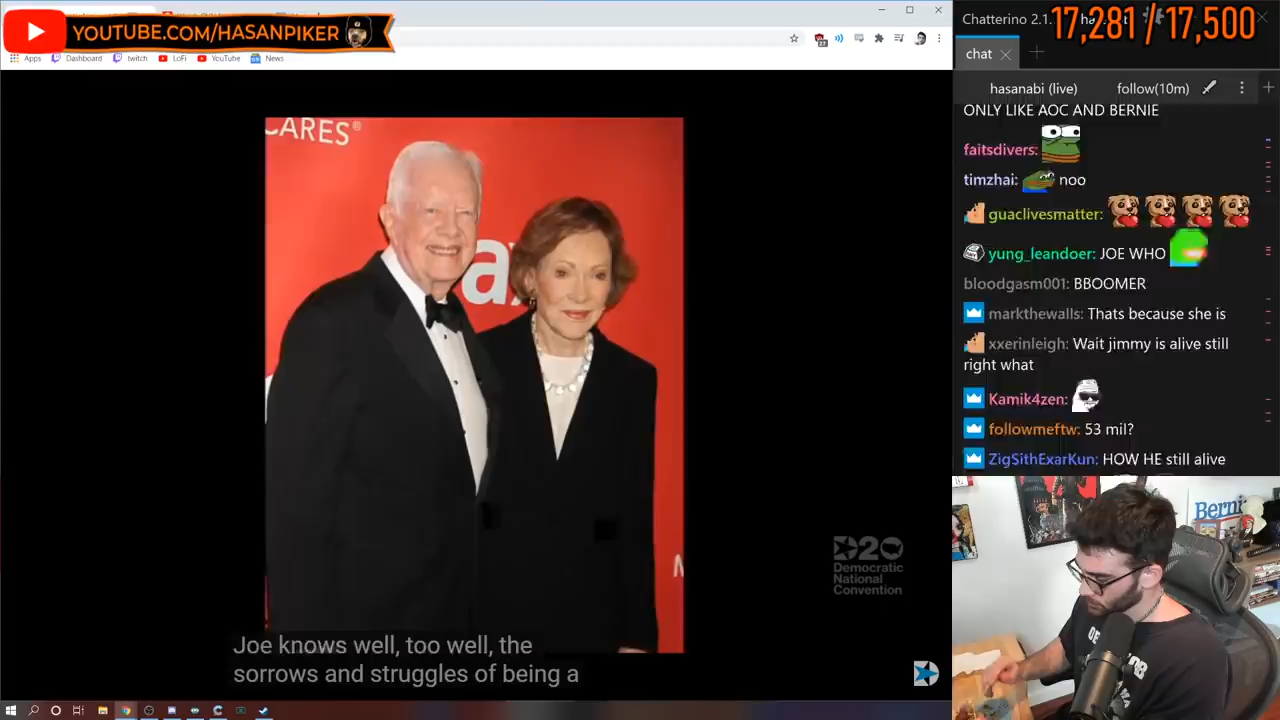 YOUTUBE.COM/HASANPIKER
Apps Dashboard twitch LoFi YouTube News
CARES®
ax
M
D20
Democratic
National
Convention
Joe knows well, too well, the
sorrows and struggles of being a
Chatterino 2.1.
17,281 / 17,500
chat
hasanabi (live) follow(10m)
ONLY LIKE AOC AND BERNIE
faitsdivers:
timzhai: noo
guaclivesmatter:
yung_leandoer: JOE WHO
bloodgasm001: BBOOMER
markthewalls: Thats because she is
xxerinleigh: Wait jimmy is alive still
right what
Kamik4zen:
followmeftw: 53 mil?
ZigSithExarKun: HOW HE still alive
Bernie